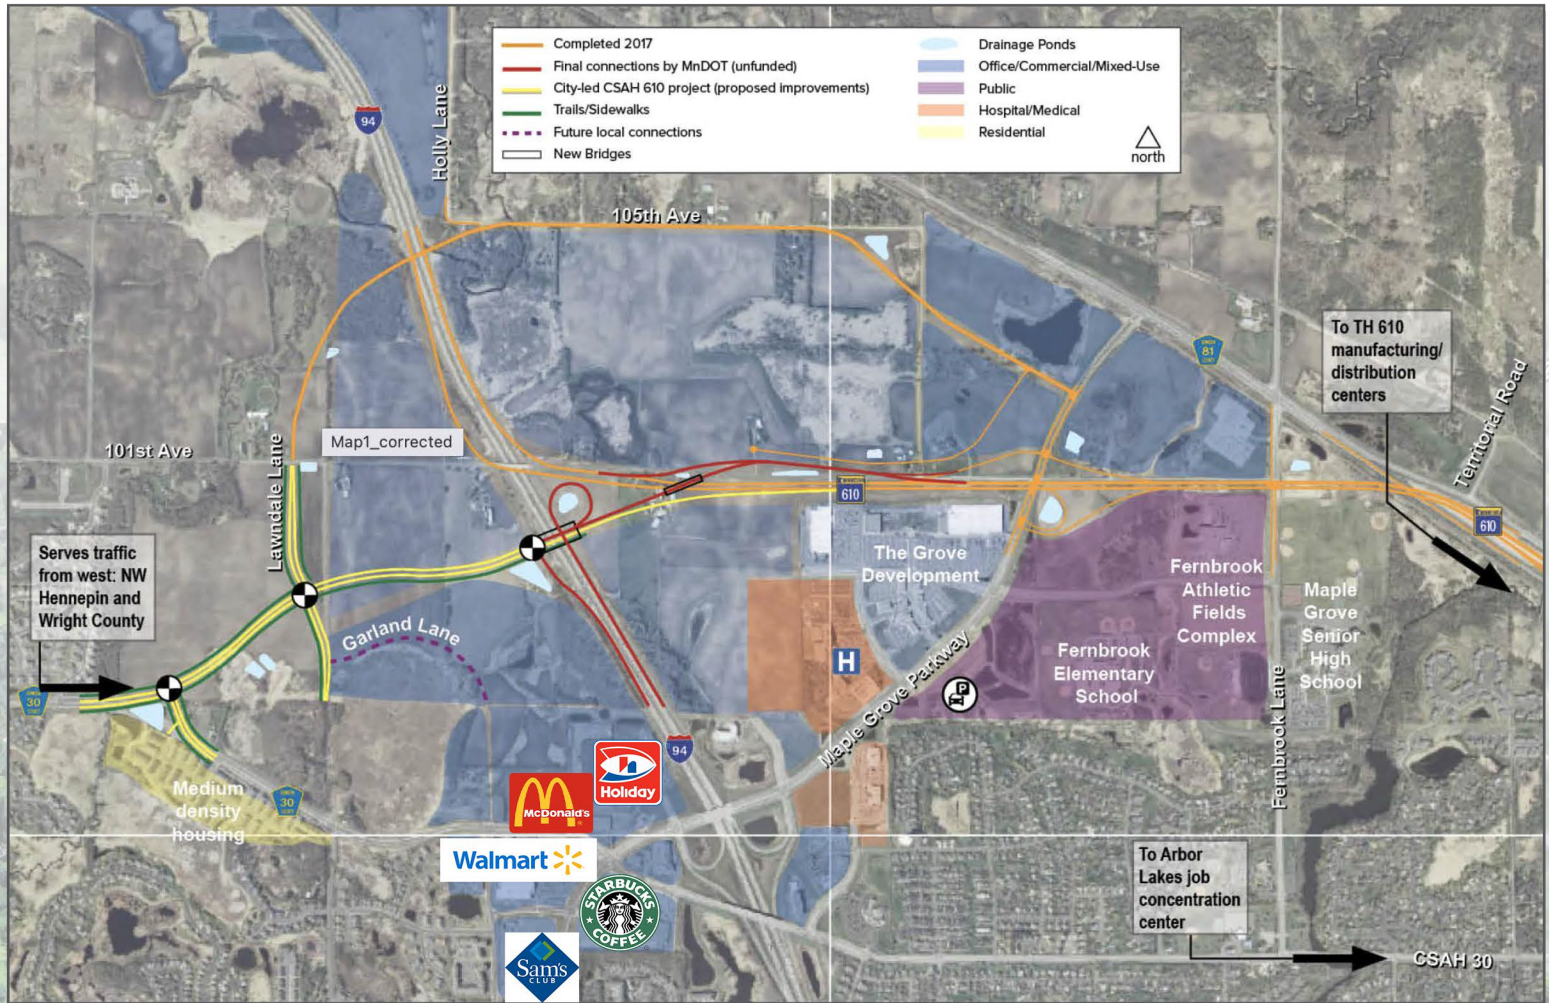 Completed 2017
Final connections by MnDOT (unfunded)
City-led CSAH 610 project (proposed improvements)
Trails/Sidewalks
Future local connections
New Bridges
Drainage Ponds
Office/Commercial/Mixed-Use
Public
Hospital/Medical
Residential
north
94
Holly Lane
105th Ave
81
To TH 610
manufacturing/
distribution
centers
Territorial Road
Map1_corrected
101st Ave
Lawndale Lane
610
610
Serves traffic
from west: NW
Hennepin and
Wright County
The Grove
Development
Fernbrook
Athletic
Fields
Complex
Maple
Grove
Senior
High
School
Garland Lane
H
Fernbrook
Elementary
School
P
30
Maple Grove Parkway
Fernbrook Lane
94
Holiday
McDonald's
Medium
density
housing
30
Walmart
STARBUCKS
COFFEE
Sam's
CLUB
To Arbor
Lakes job
concentration
center
CSAH 30